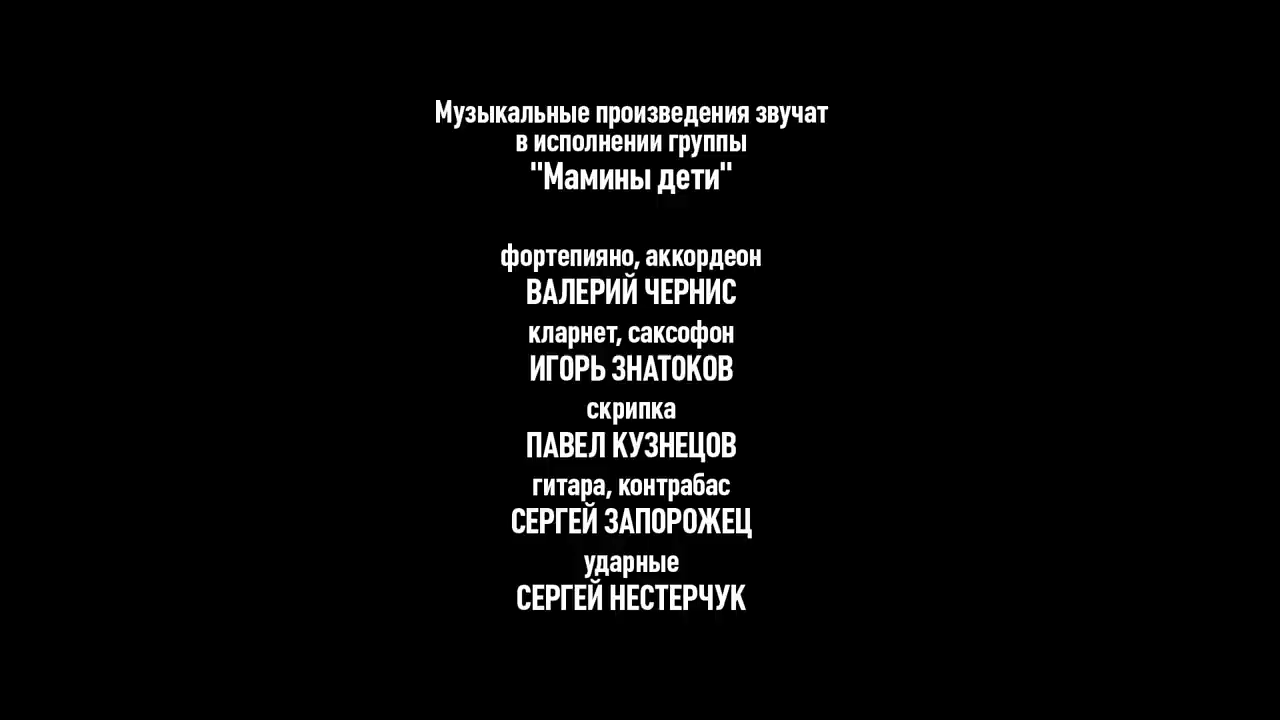 Музыкальные произведения звучат
в исполнении группы
"Мамины дети"
фортепияно, аккордеон
ВАЛЕРИЙ ЧЕРНИС
кларнет, саксофон
ИГОРЬ ЗНАТОКОВ
скрипка
ПАВЕЛ КУЗНЕЦОВ
гитара, контрабас
СЕРГЕЙ ЗАПОРОЖЕЦ
ударные
СЕРГЕЙ НЕСТЕРЧУК